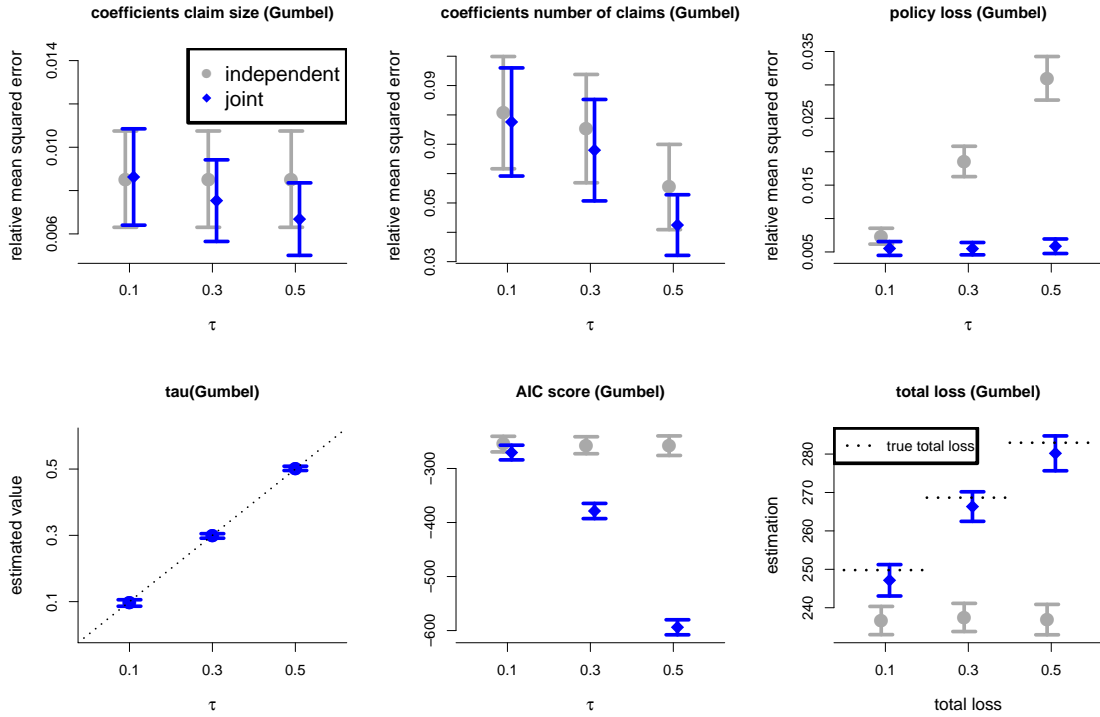 coefficients claim size (Gumbel)
relative mean squared error
0.006
0.010
0.014
independent
joint
0.1
0.3
0.5
τ
coefficients number of claims (Gumbel)
relative mean squared error
0.03
0.05
0.07
0.09
0.1
0.3
0.5
τ
policy loss (Gumbel)
relative mean squared error
0.005
0.015
0.025
0.035
0.1
0.3
0.5
τ
tau(Gumbel)
estimated value
0.1
0.3
0.5
0.1
0.3
0.5
τ
AIC score (Gumbel)
−600
−500
−400
−300
0.1
0.3
0.5
τ
total loss (Gumbel)
estimation
240
250
260
270
280
true total loss
0.1
0.3
0.5
total loss